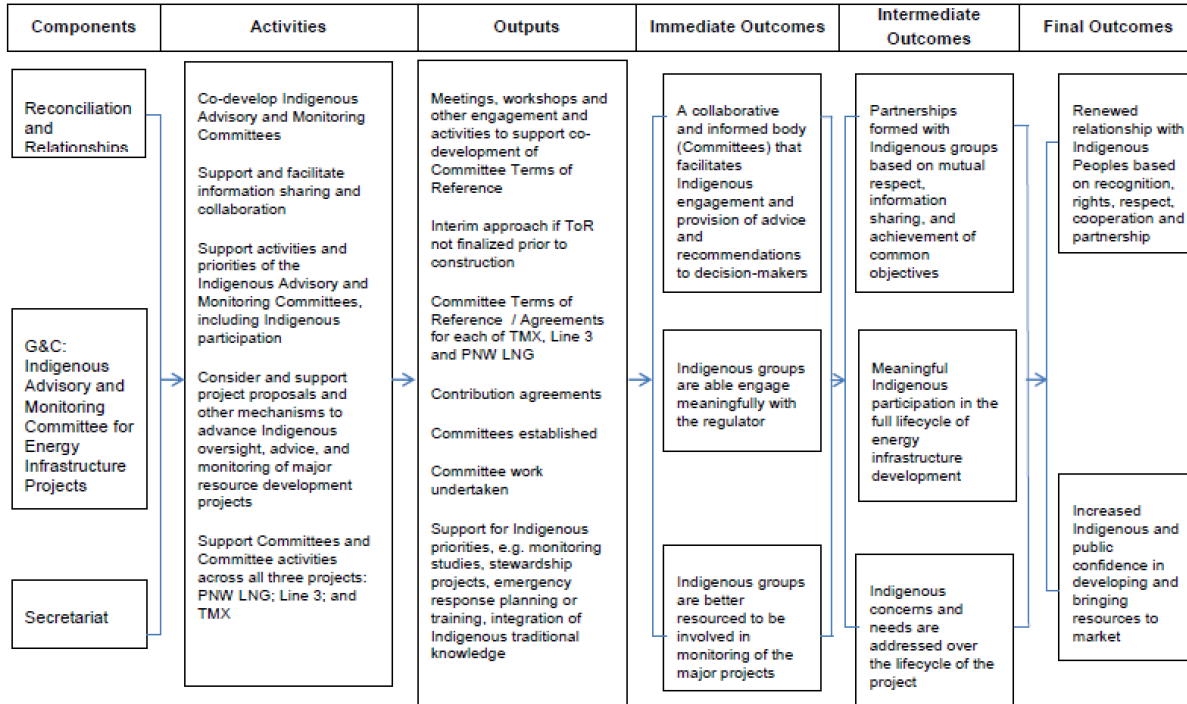 Components
Activities
Outputs
Immediate Outcomes
Intermediate
Outcomes
Final Outcomes
Reconciliation
and
Relationships
G&C:
Indigenous
Advisory and
Monitoring
Committee for
Energy
Infrastructure
Projects
Secretariat
Co-develop Indigenous
Advisory and Monitoring
Committees
Support and facilitate
information sharing and
collaboration
Support activities and
priorities of the
Indigenous Advisory and
Monitoring Committees,
including Indigenous
participation
Consider and support
project proposals and
other mechanisms to
advance Indigenous
oversight, advice, and
monitoring of major
resource development
projects
Support Committees and
Committee activities
across all three projects:
PNW LNG; Line 3; and
TMX
Meetings, workshops and
other engagement and
activities to support co-
development of
Committee Terms of
Reference
Interim approach if ToR
not finalized prior to
construction
Committee Terms of
Reference / Agreements
for each of TMX, Line 3
and PNW LNG
Contribution agreements
Committees established
Committee work
undertaken
Support for Indigenous
priorities, e.g. monitoring
studies, stewardship
projects, emergency
response planning or
training, integration of
Indigenous traditional
knowledge
A collaborative
and informed body
(Committees) that
facilitates
Indigenous
engagement and
provision of advice
and
recommendations
to decision-makers
Indigenous groups
are able engage
meaningfully with
the regulator
Indigenous groups
are better
resourced to be
involved in
monitoring of the
major projects
Partnerships
formed with
Indigenous groups
based on mutual
respect,
information
sharing, and
achievement of
common
objectives
Meaningful
Indigenous
participation in the
full lifecycle of
energy
infrastructure
development
Indigenous
concerns and
needs are
addressed over
the lifecycle of the
project
Renewed
relationship with
Indigenous
Peoples based
on recognition,
rights, respect,
cooperation and
partnership
Increased
Indigenous and
public
confidence in
developing and
bringing
resources to
market